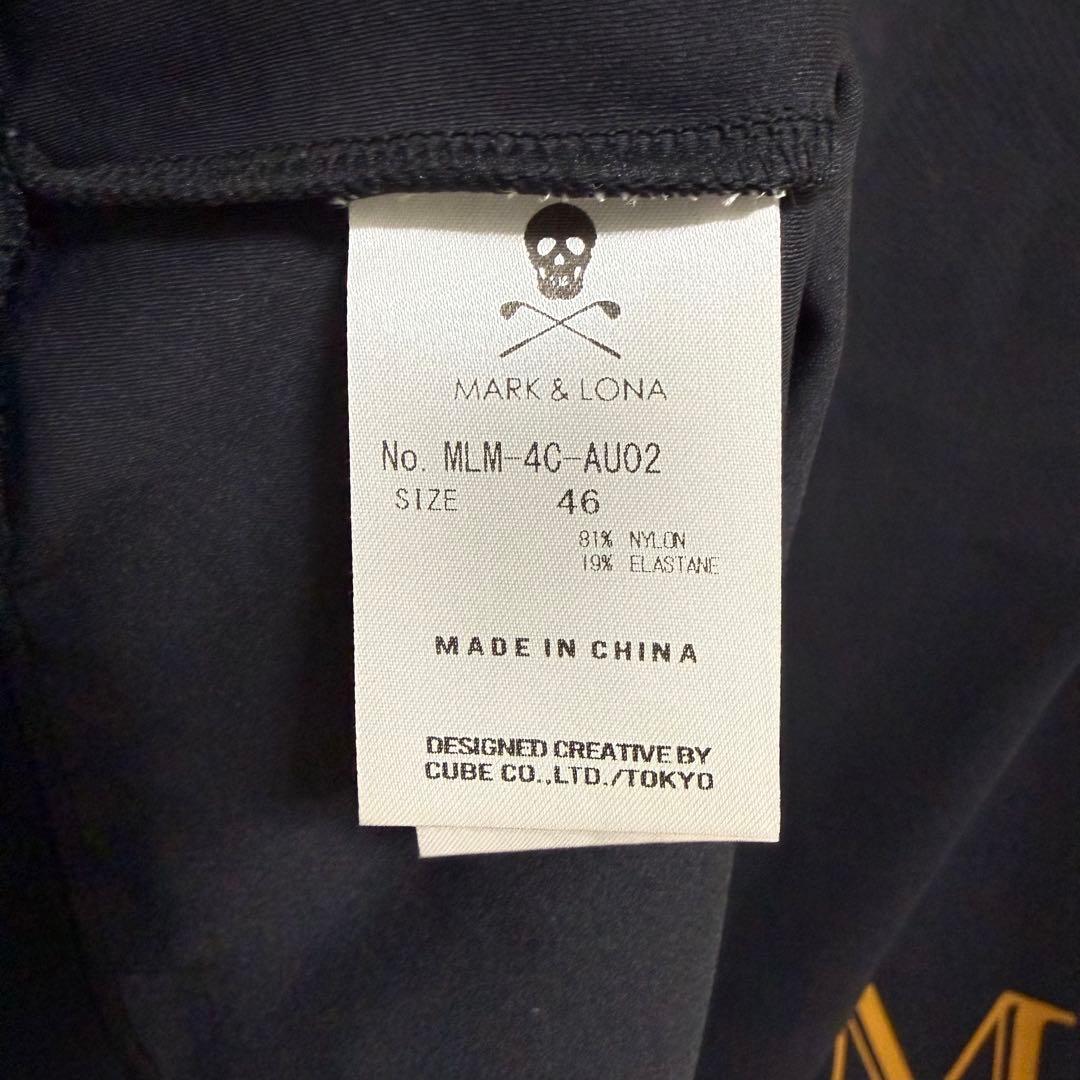 MARK & LONA
No. MLM-4C-AU02
SIZE 46
81% NYLON
19% ELASTANE
MADE IN CHINA
DESIGNED CREATIVE BY
CUBE CO.,LTD./TOKYO
M